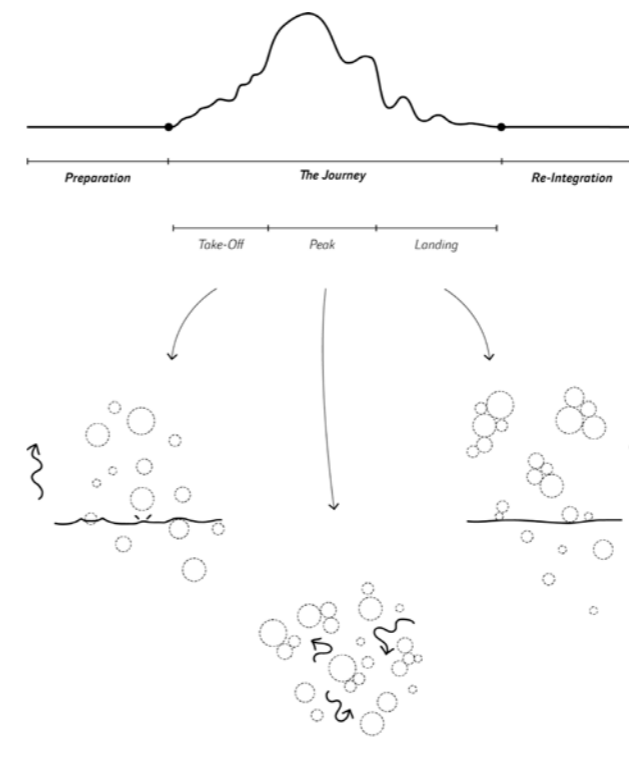 Preparation
The Journey
Re-Integration
Take-Off
Peak
Landing